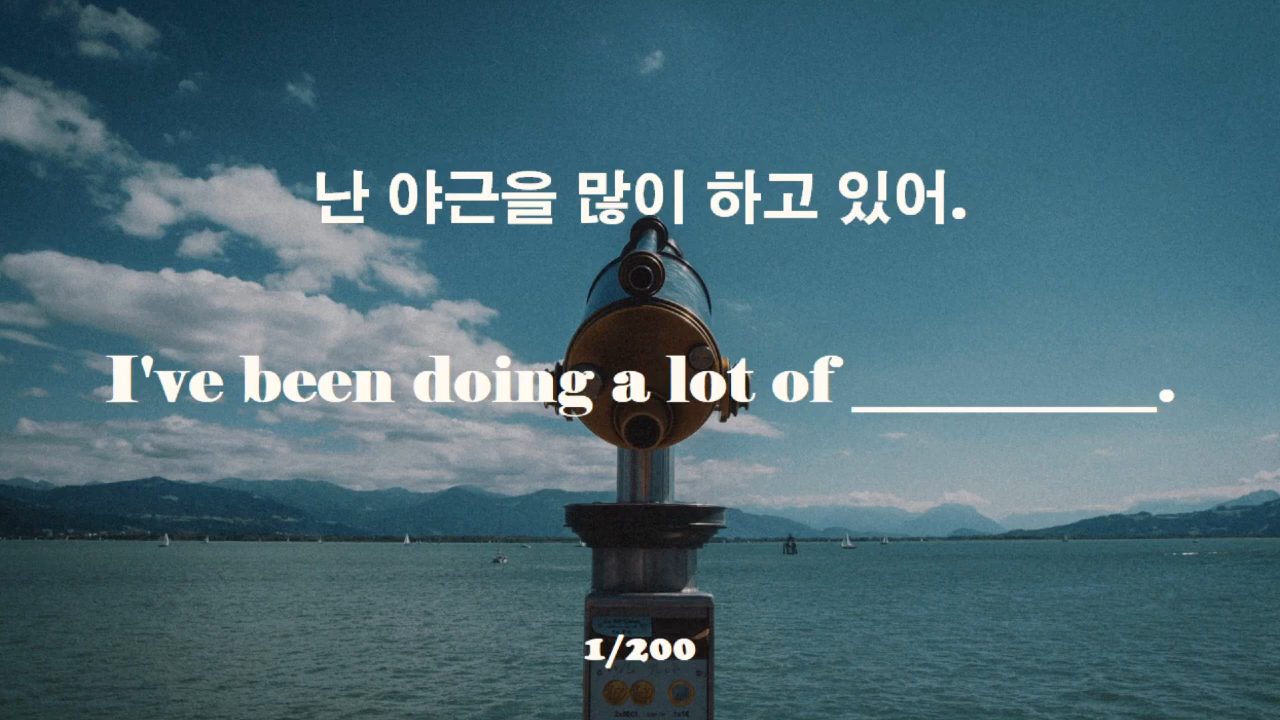 난 야근을 많이 하고 있어.
I've been doing a lot of __________.
1/200